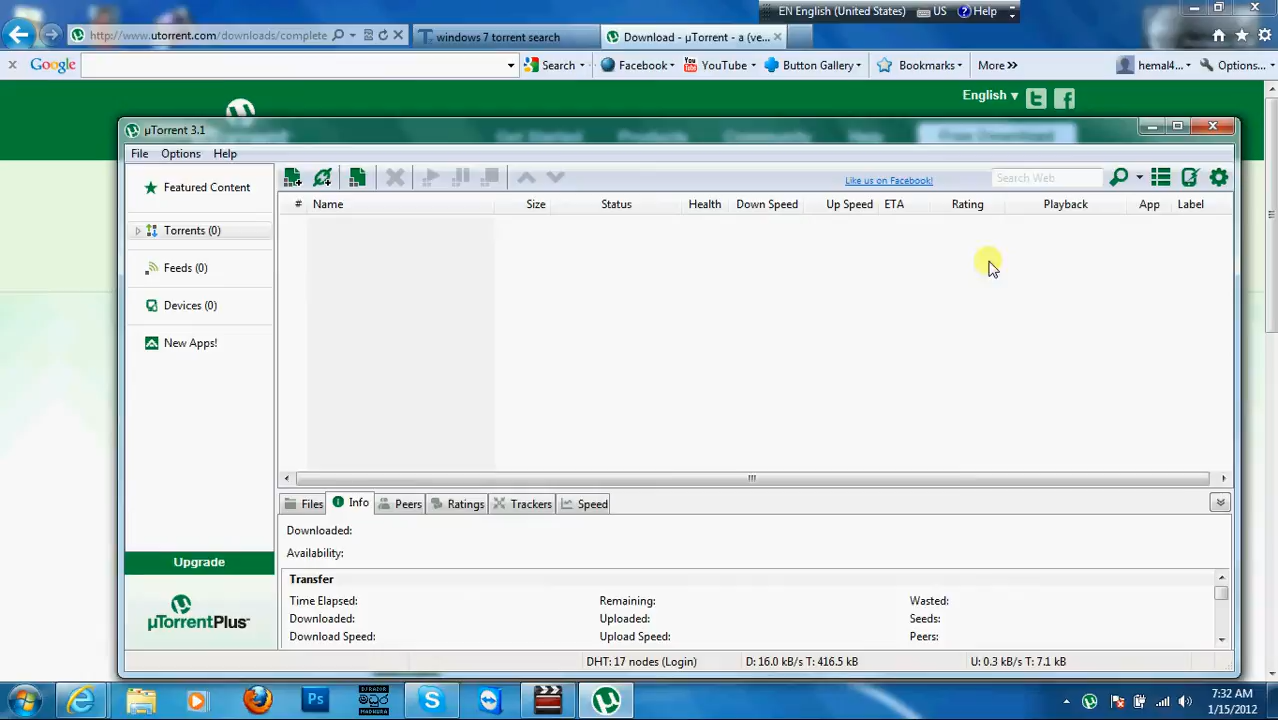 EN English (United States) US Help
http://www.utorrent.com/downloads/complete
windows 7 torrent search
Download - µTorrent - a (ve...
x Google Search Facebook YouTube Button Gallery Bookmarks More >> hemal4... Options...
English
µTorrent 3.1
File Options Help
Featured Content
Like us on Facebook!
Search Web
# Name Size Status Health Down Speed Up Speed ETA Rating Playback App Label
Torrents (0)
Feeds (0)
Devices (0)
New Apps!
Files Info Peers Ratings Trackers Speed
Downloaded:
Availability:
Upgrade
µTorrentPlus™
Transfer
Time Elapsed: Remaining: Wasted:
Downloaded: Uploaded: Seeds:
Download Speed: Upload Speed: Peers:
DHT: 17 nodes (Login) D: 16.0 kB/s T: 416.5 kB U: 0.3 kB/s T: 7.1 kB
Ps
7:32 AM
1/15/2012